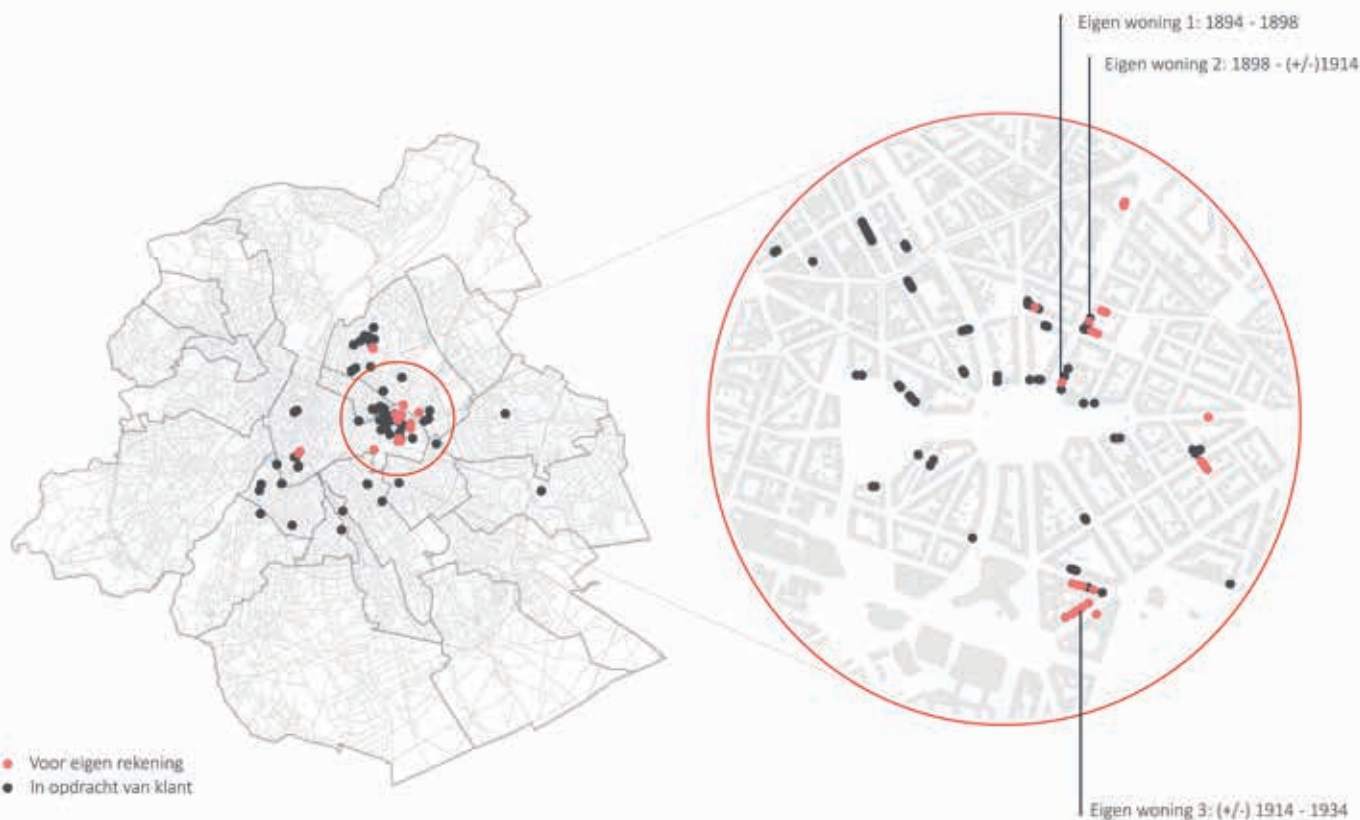 Eigen woning 1: 1894 - 1898
Eigen woning 2: 1898 - (+/-)1914
Voor eigen rekening
In opdracht van klant
Eigen woning 3: (+/-) 1914 - 1934